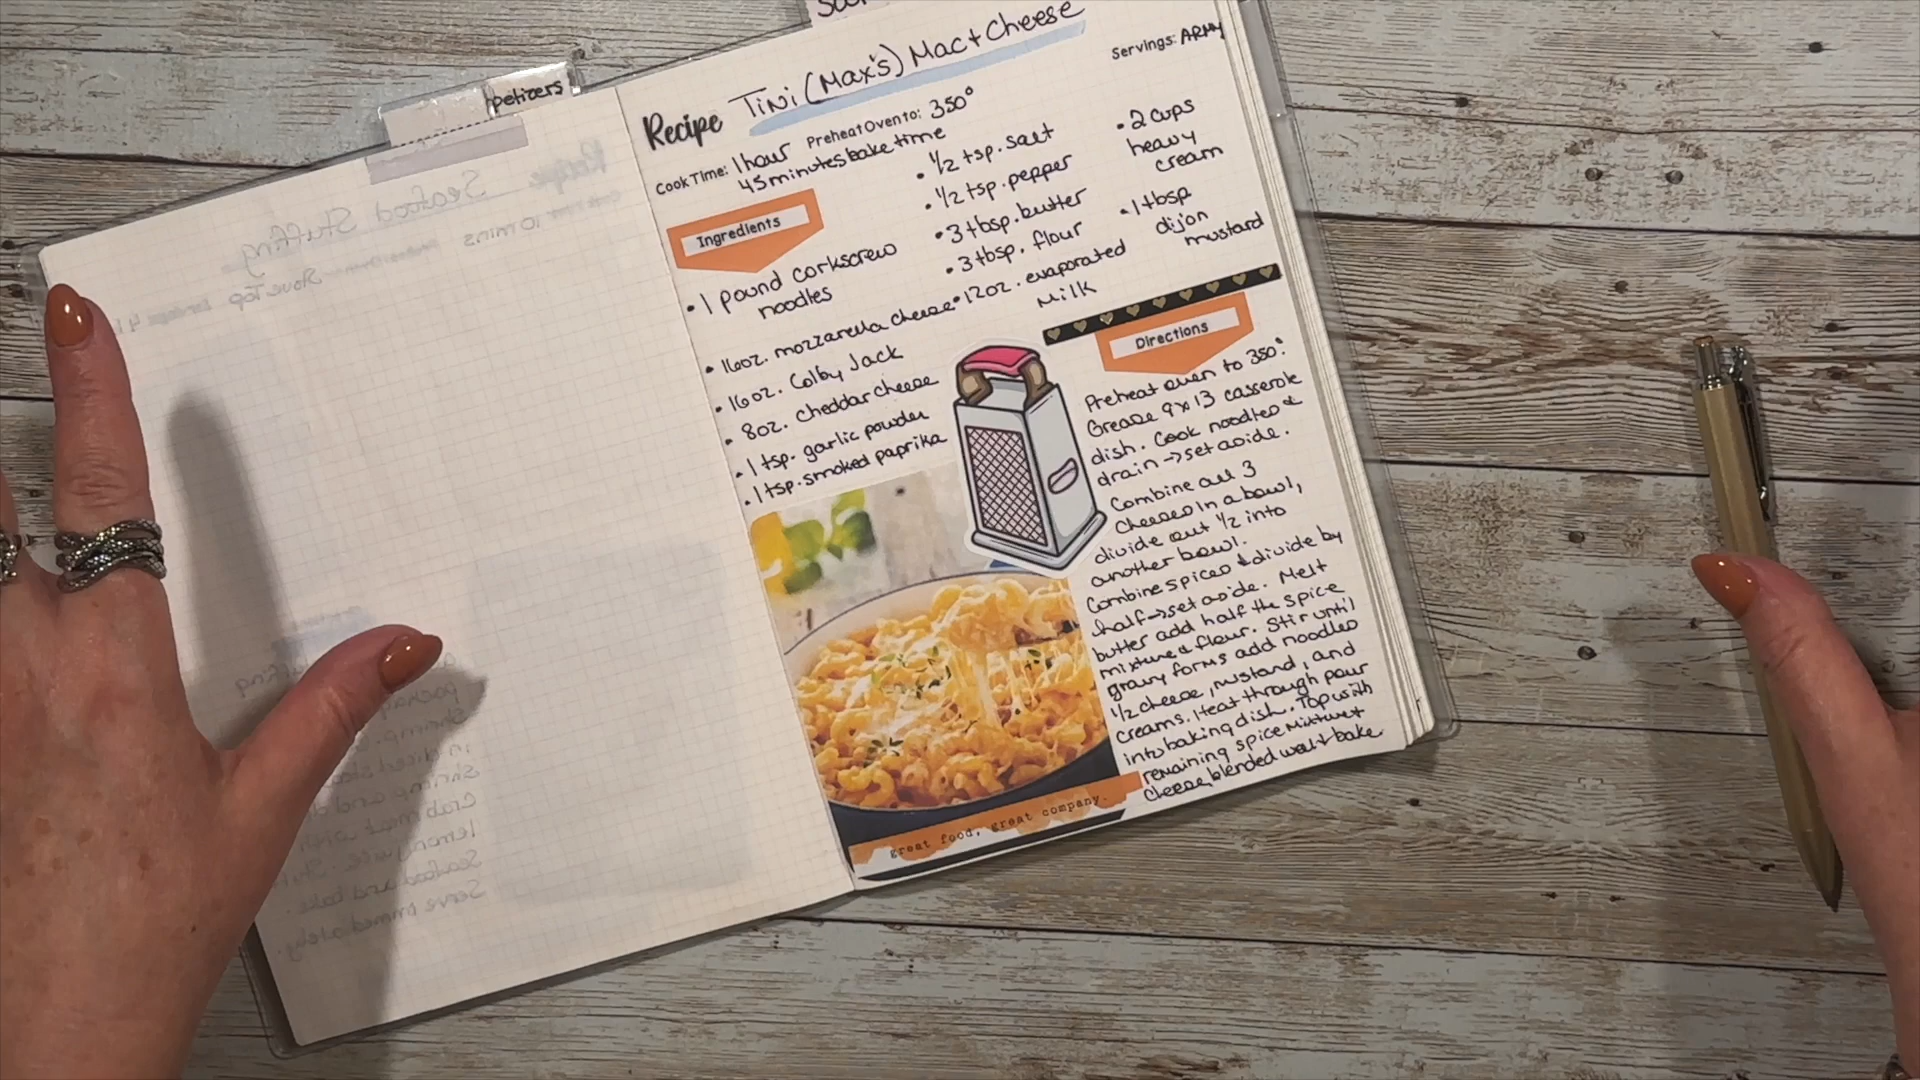 petizers
Recipe
Seafood Stuffing
10 mins
Stove Top
Recipe Tini (Max's) Mac + Cheese
Servings: ARMY
Cook Time: 1 hour Preheat Oven to: 350°
45 minutes bake time
Ingredients
• 1 pound corkscrew
noodles
• 16oz. mozzarella cheese
• 16oz. Colby Jack
• 8oz. cheddar cheese
• 1 tsp. garlic powder
• 1 tsp. smoked paprika
• 1/2 tsp. salt
• 1/2 tsp. pepper
• 3 tbsp. butter
• 3 tbsp. flour
• 12oz. evaporated
milk
• 2 cups
heavy
cream
• 1 tbsp
dijon
mustard
Directions
Preheat oven to 350°.
Grease 9x13 casserole
dish. Cook noodles &
drain → set aside.
Combine all 3
cheeses in a bowl,
divide out 1/2 into
another bowl.
Combine spices & divide by
half → set aside. Melt
butter add half the spice
mixture & flour. Stir until
gravy forms add noodles
1/2 cheese, mustard, and
creams. Heat through pour
into baking dish. Top with
remaining spice mixture +
cheese, blended well + bake
great food, great company.